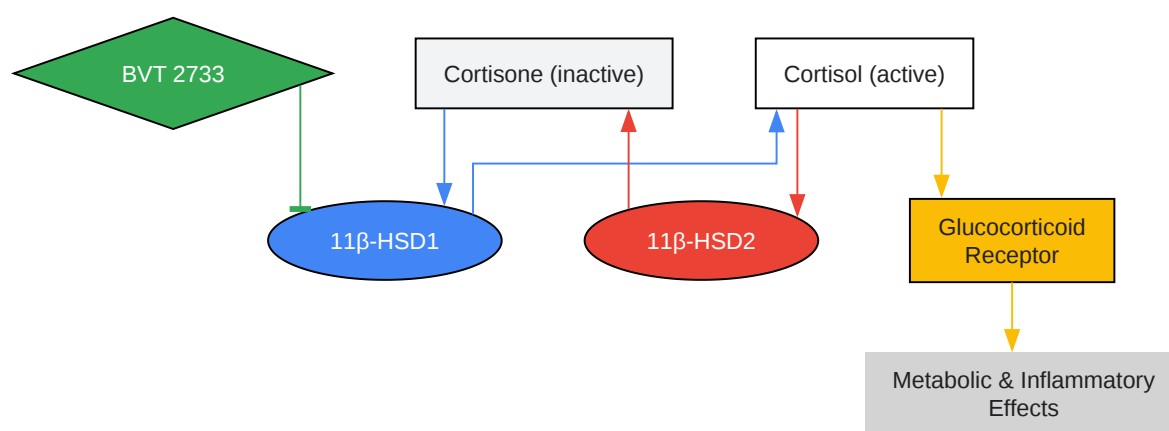 BVT 2733
Cortisone (inactive)
Cortisol (active)
11β-HSD1
11β-HSD2
Glucocorticoid
Receptor
Metabolic & Inflammatory
Effects